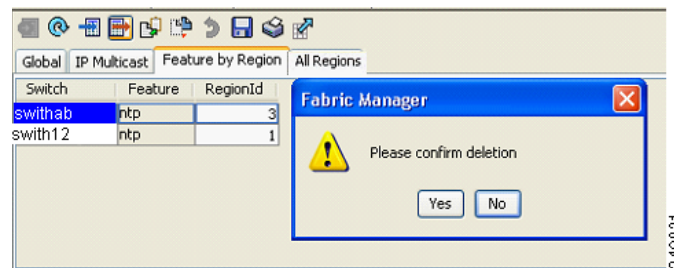 Global IP Multicast Feature by Region All Regions
Switch Feature RegionId
swithab ntp 3
swith12 ntp 1
Fabric Manager
Please confirm deletion
Yes No